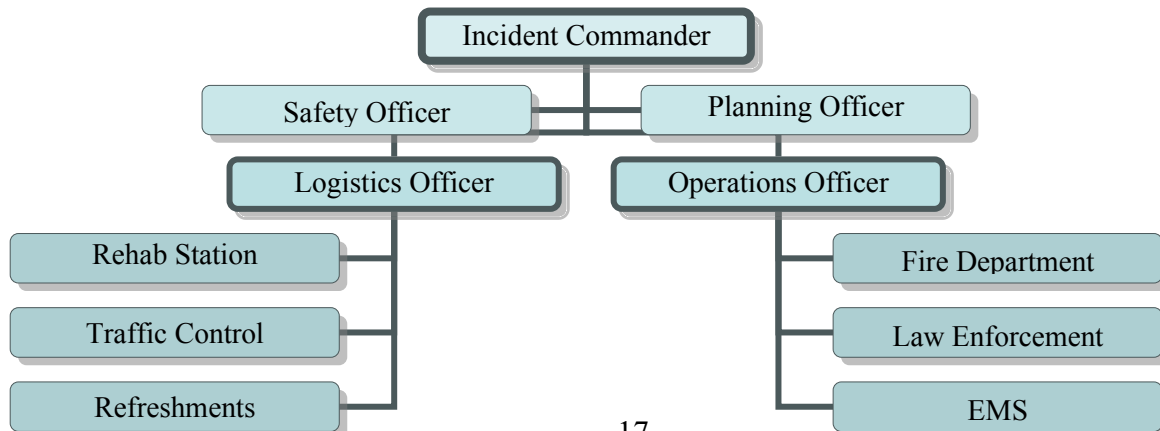 Incident Commander
Safety Officer
Planning Officer
Logistics Officer
Operations Officer
Rehab Station
Fire Department
Traffic Control
Law Enforcement
Refreshments
EMS
17